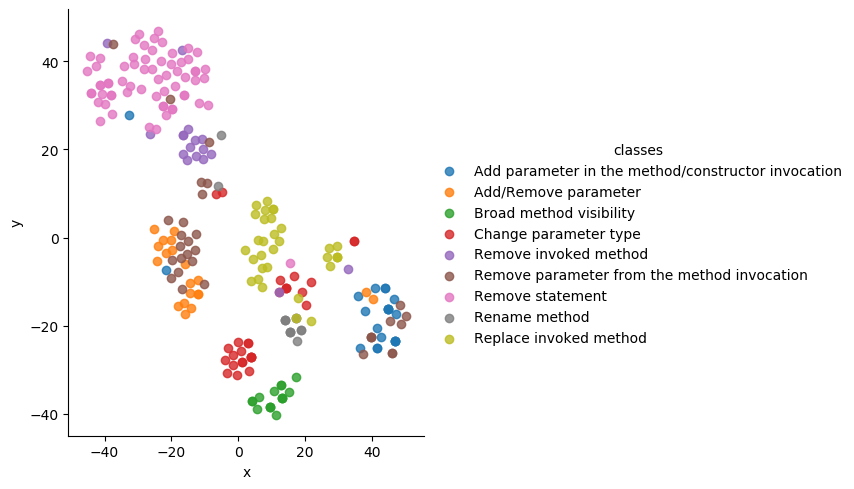 40
20
0
−20
−40
y
−40
−20
0
20
40
x
classes
Add parameter in the method/constructor invocation
Add/Remove parameter
Broad method visibility
Change parameter type
Remove invoked method
Remove parameter from the method invocation
Remove statement
Rename method
Replace invoked method